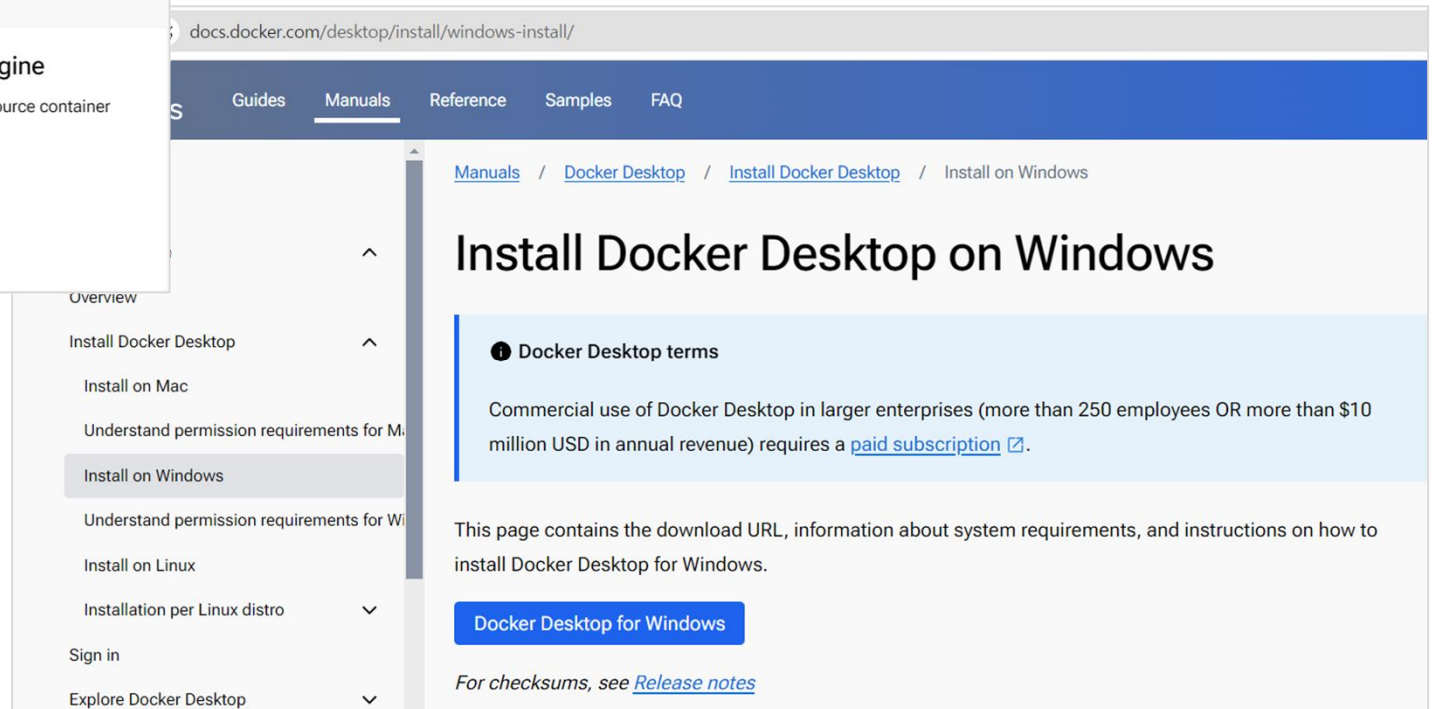 docs.docker.com/desktop/install/windows-install/
Guides Manuals Reference Samples FAQ
container
Manuals / Docker Desktop / Install Docker Desktop / Install on Windows
Install Docker Desktop on Windows
Overview
Install Docker Desktop
Install on Mac
Understand permission requirements for
Install on Windows
Understand permission requirements for
Install on Linux
Installation per Linux distro
Sign in
Explore Docker Desktop
Docker Desktop terms
Commercial use of Docker Desktop in larger enterprises (more than 250 employees OR more than $10
million USD in annual revenue) requires a paid subscription.
This page contains the download URL, information about system requirements, and instructions on how to
install Docker Desktop for Windows.
Docker Desktop for Windows
For checksums, see Release notes